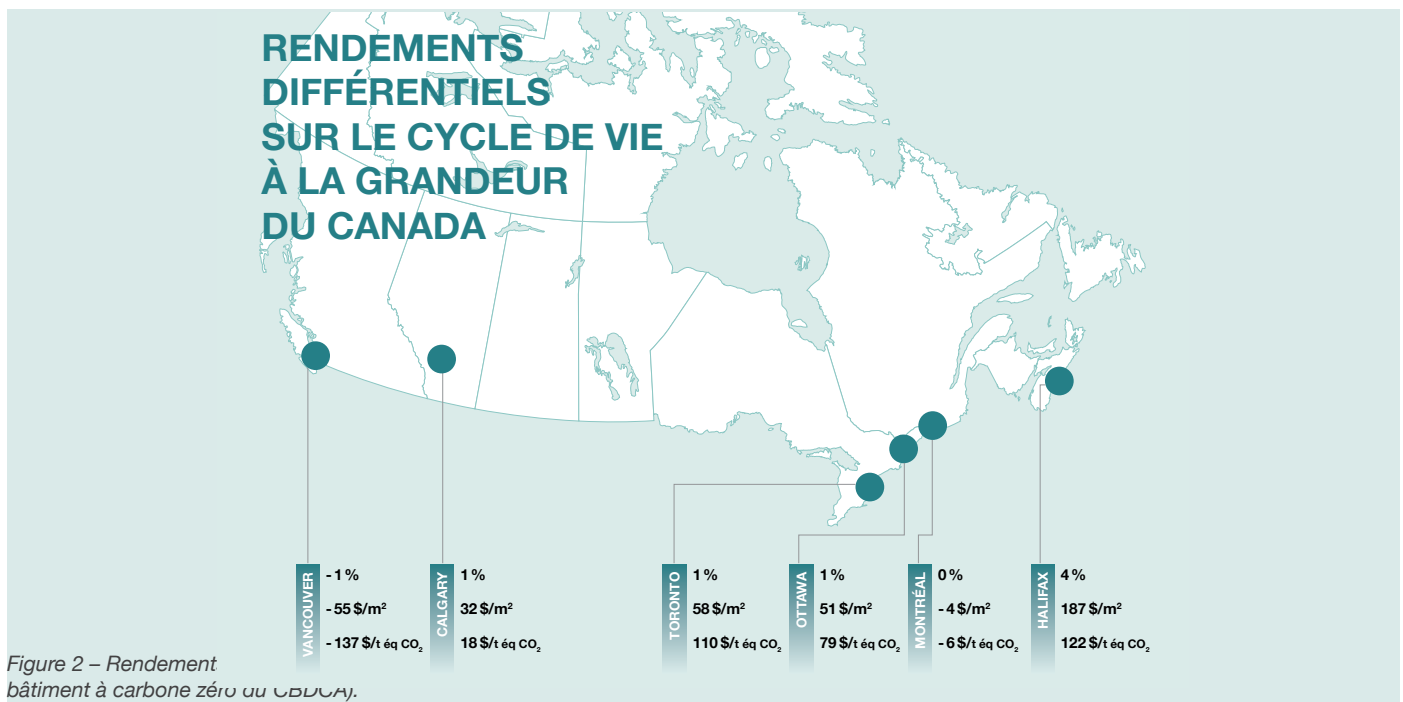 RENDEMENTS
DIFFÉRENTIELS
SUR LE CYCLE DE VIE
À LA GRANDEUR
DU CANADA
VANCOUVER
- 1 %
- 55 $/m²
- 137 $/t éq CO₂
CALGARY
1 %
32 $/m²
18 $/t éq CO₂
TORONTO
1 %
58 $/m²
110 $/t éq CO₂
OTTAWA
1 %
51 $/m²
79 $/t éq CO₂
MONTRÉAL
0 %
- 4 $/m²
- 6 $/t éq CO₂
HALIFAX
4 %
187 $/m²
122 $/t éq CO₂
Figure 2 – Rendement
bâtiment à carbone zéro du CBDCA).